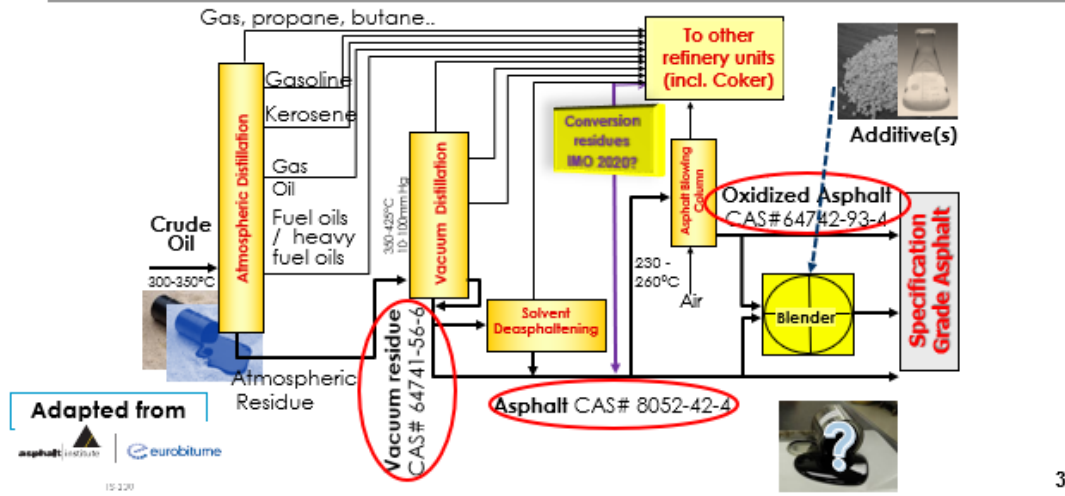 Gas, propane, butane..
To other
refinery units
(incl. Coker)
Additive(s)
Gasoline
Kerosene
Gas
Oil
Fuel oils
/ heavy
fuel oils
Crude
Oil
300-350°C
Atmospheric Distillation
350-425°C
10-100mm Hg
Vacuum Distillation
Conversion
residues
IMO 2020?
Asphalt Blowing
Column
Oxidized Asphalt
CAS#64742-93-4
230 -
260°C
Air
Solvent
Deasphaltening
Blender
Specification
Grade Asphalt
Atmospheric
Residue
Vacuum residue
CAS# 64741-56-6
Asphalt CAS# 8052-42-4
?
Adapted from
asphalt institute
eurobitume
IS-230
3